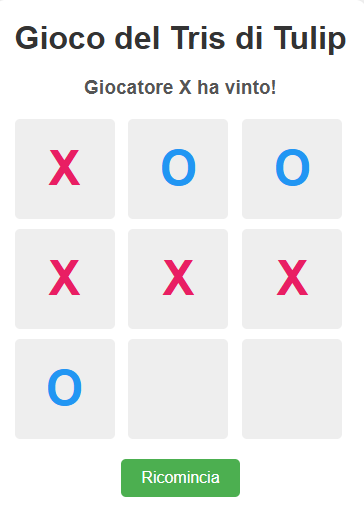 Gioco del Tris di Tulip
Giocatore X ha vinto!
X O O
X X X
O
Ricomincia